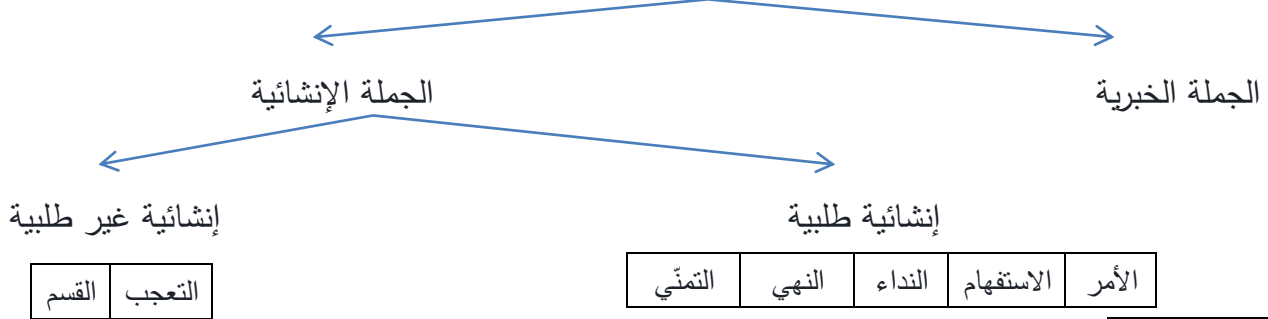 الجملة الخبرية الجملة الإنشائية
إنشائية طلبية إنشائية غير طلبية
الأمر الاستفهام النداء النهي التمنّي التعجب القسم